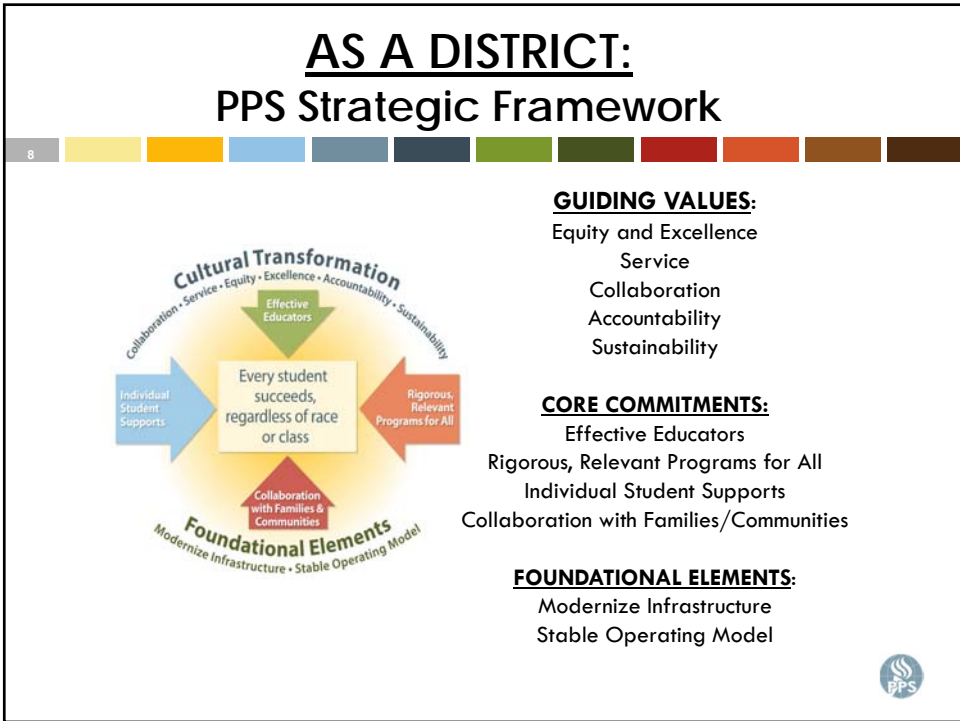 AS A DISTRICT:
PPS Strategic Framework
8
Cultural Transformation
Collaboration • Service • Equity • Excellence • Accountability • Sustainability
Effective
Educators
Individual
Student
Supports
Every student
succeeds,
regardless of race
or class
Rigorous,
Relevant
Programs for All
Collaboration
with Families &
Communities
Foundational Elements
Modernize Infrastructure • Stable Operating Model
GUIDING VALUES:
Equity and Excellence
Service
Collaboration
Accountability
Sustainability
CORE COMMITMENTS:
Effective Educators
Rigorous, Relevant Programs for All
Individual Student Supports
Collaboration with Families/Communities
FOUNDATIONAL ELEMENTS:
Modernize Infrastructure
Stable Operating Model
PPS